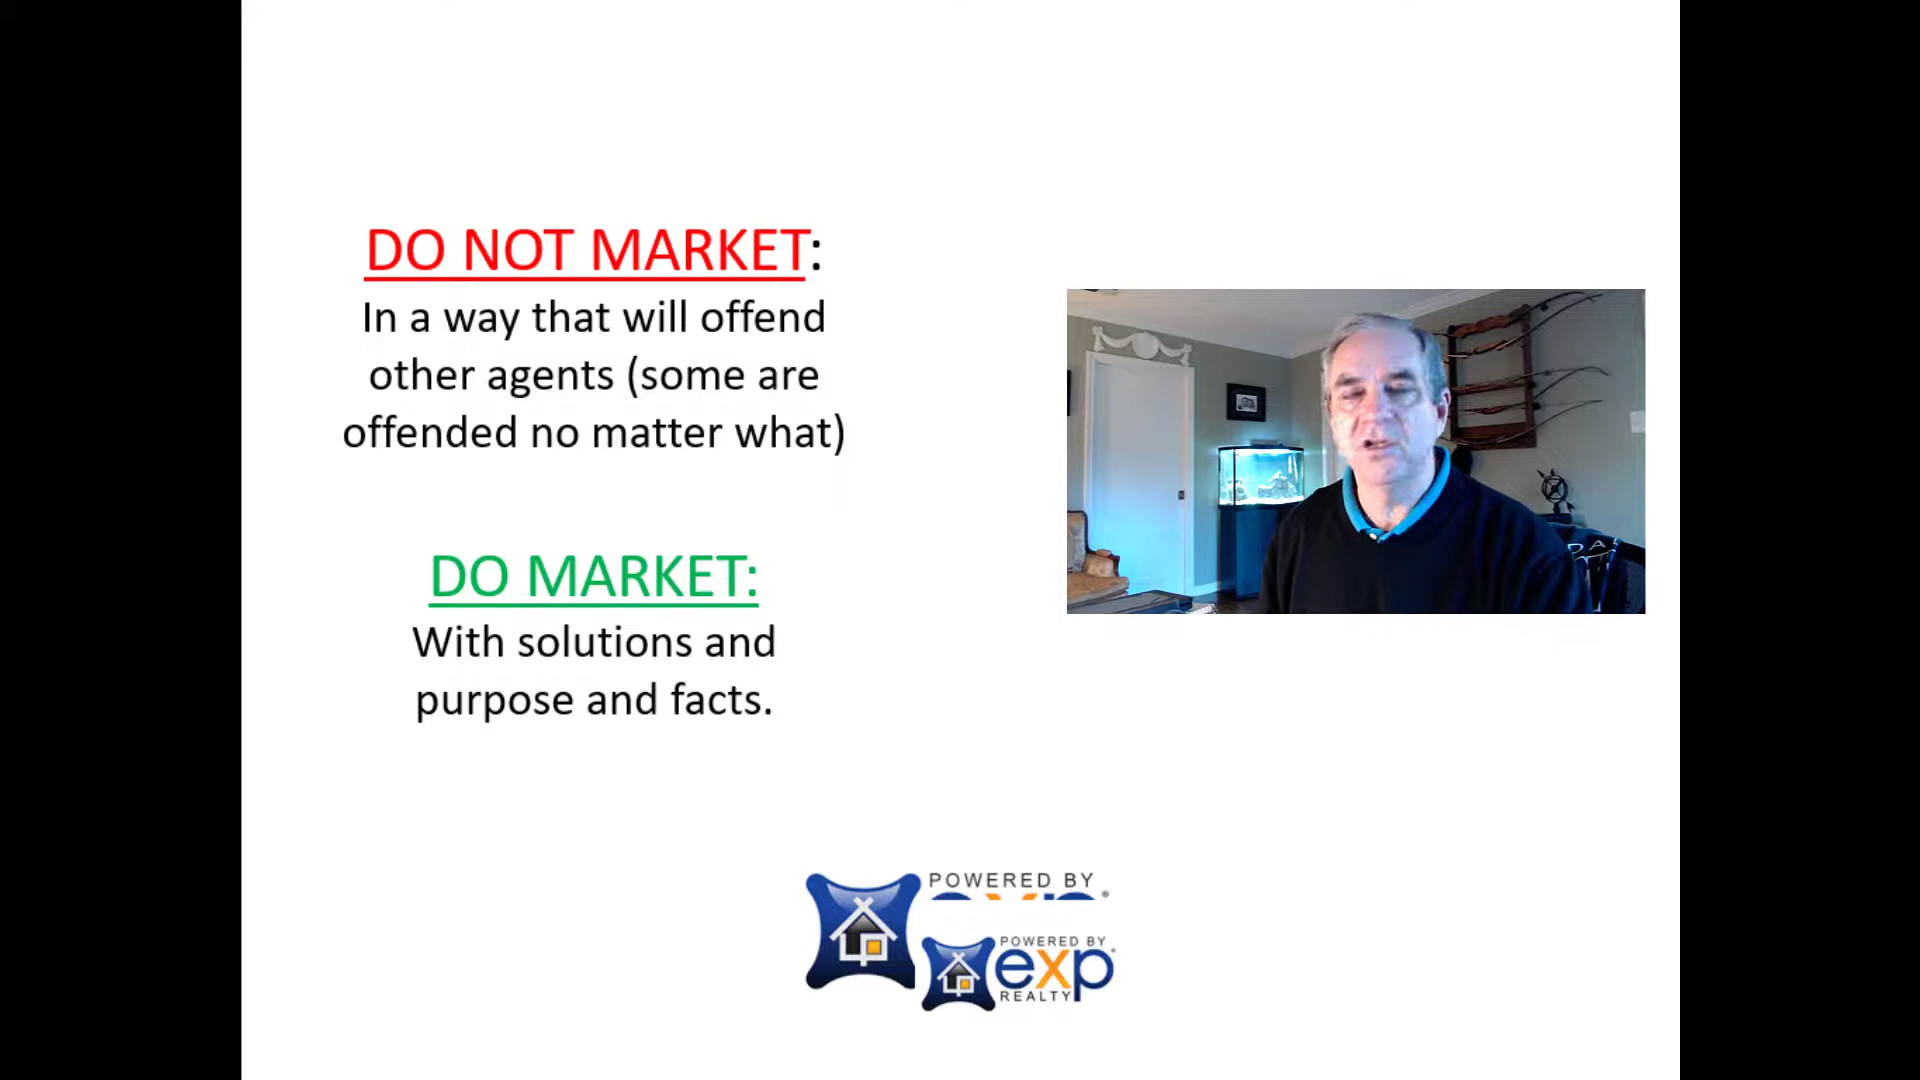 DO NOT MARKET:
In a way that will offend
other agents (some are
offended no matter what)
DO MARKET:
With solutions and
purpose and facts.
DA
POWERED BY
POWERED BY
exp
REALTY